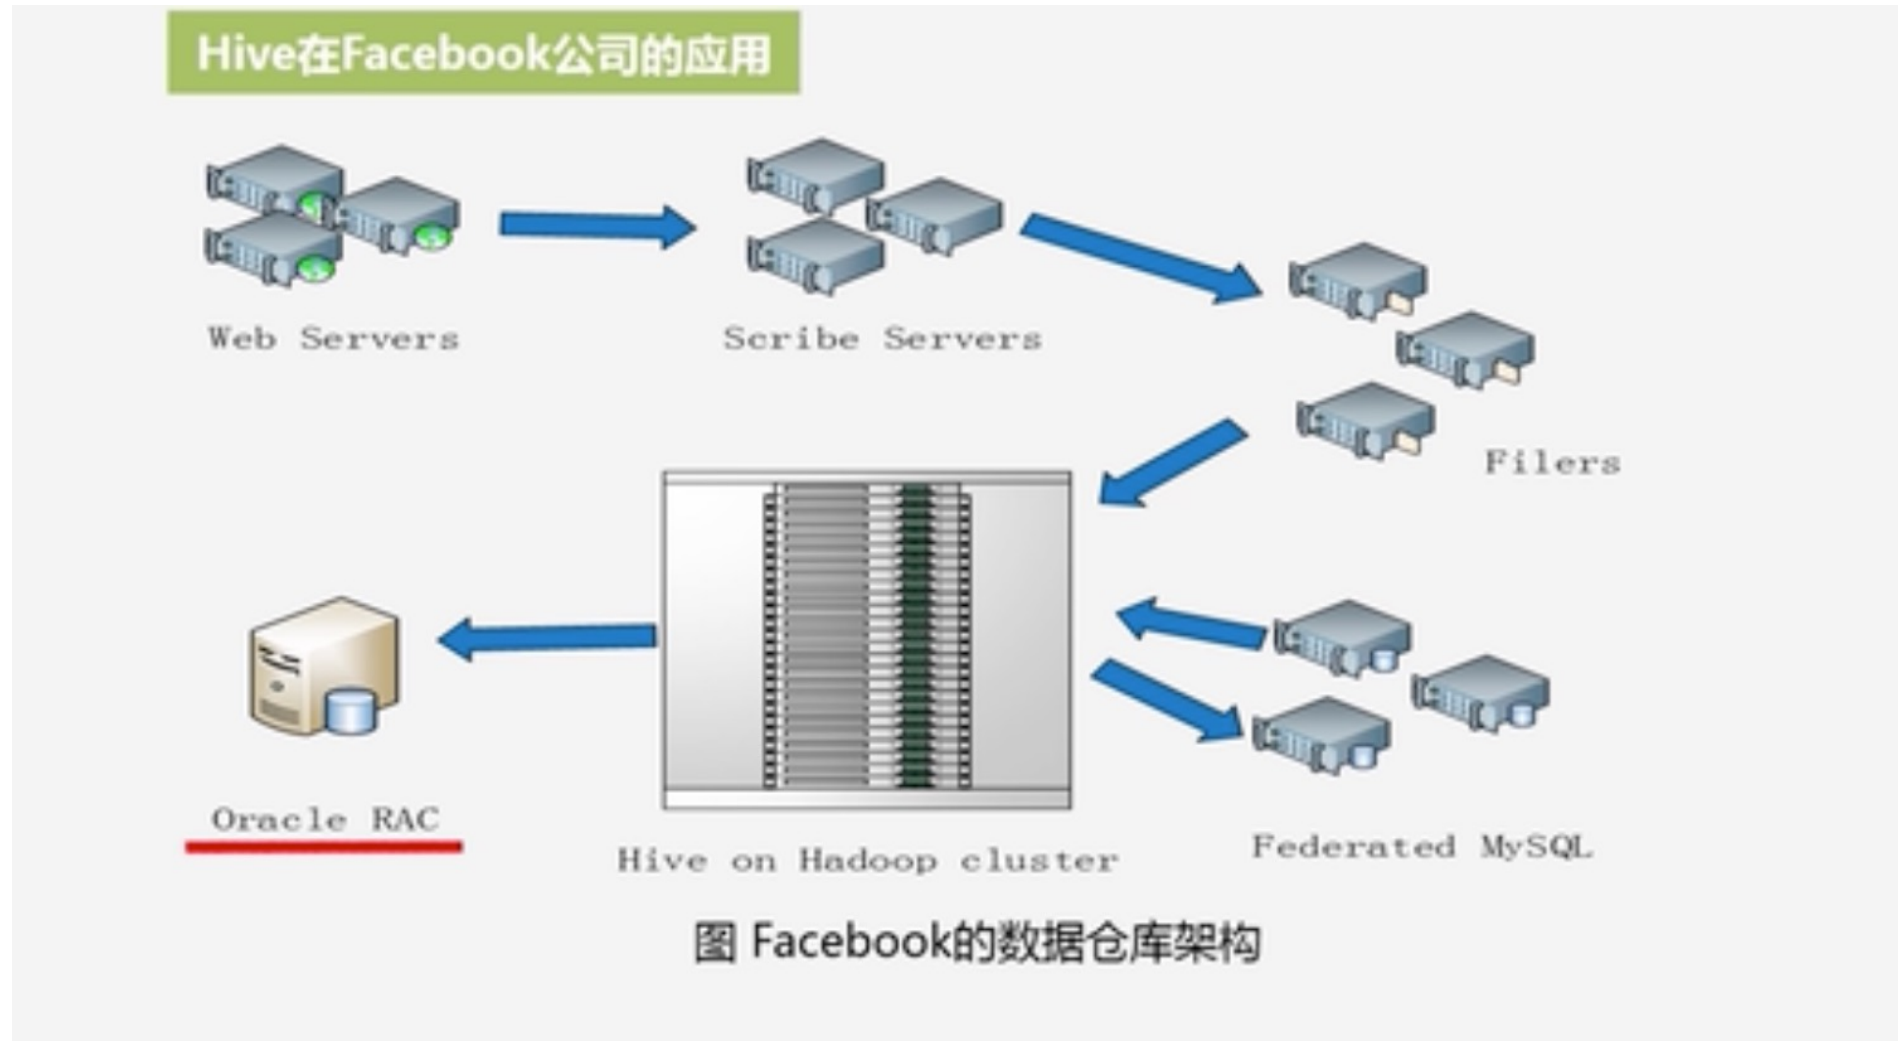 Hive在Facebook公司的应用
Web Servers
Scribe Servers
Filers
Oracle RAC
Hive on Hadoop cluster
Federated MySQL
图 Facebook的数据仓库架构